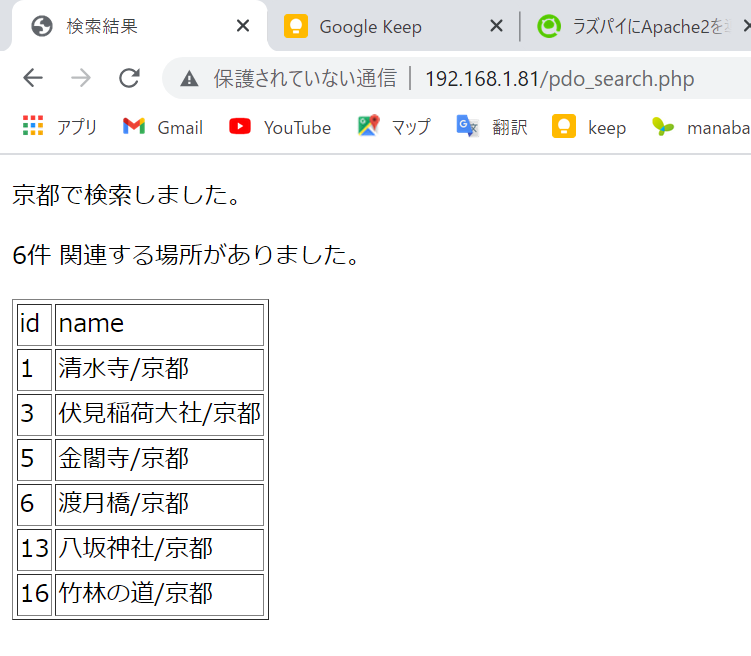 検索結果 Google Keep ラズパイにApache2を
保護されていない通信 192.168.1.81/pdo_search.php
アプリ Gmail YouTube マップ 翻訳 keep manaba
京都で検索しました。
6件 関連する場所がありました。
id name
1 清水寺/京都
3 伏見稲荷大社/京都
5 金閣寺/京都
6 渡月橋/京都
13 八坂神社/京都
16 竹林の道/京都